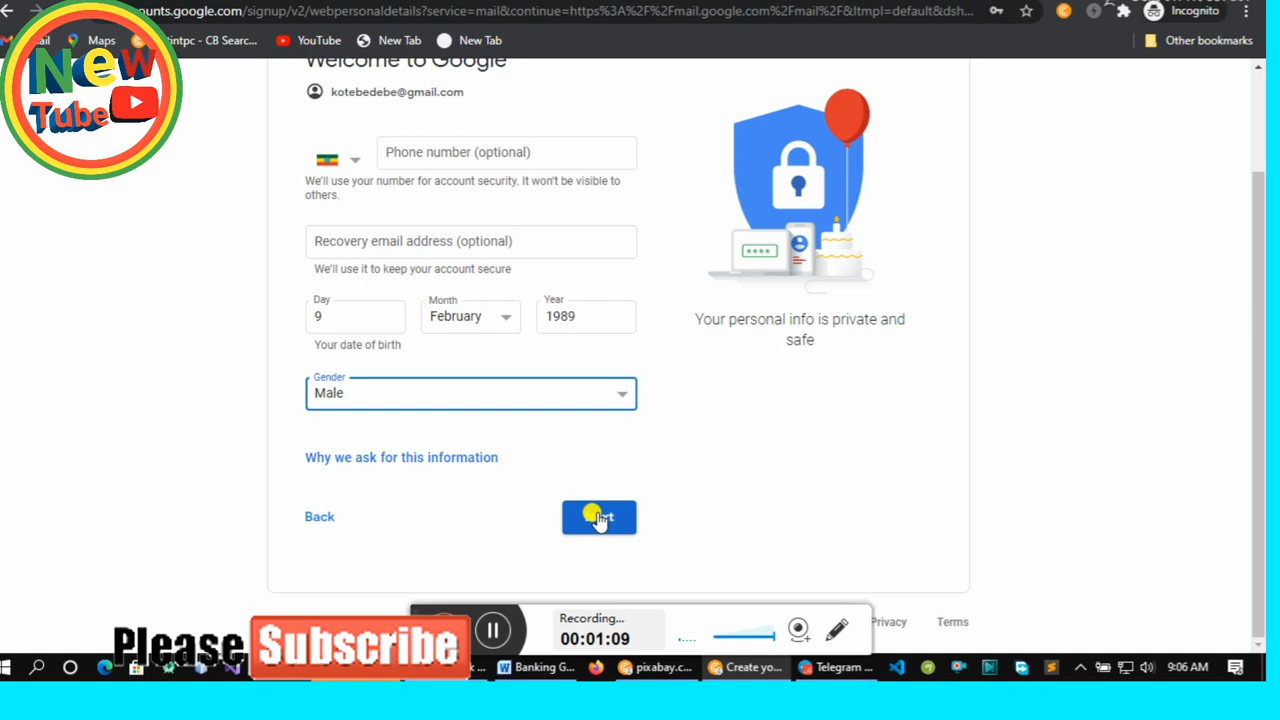 New
Tube
ounts.google.com/signup/v2/webpersonaldetails?service=mail&continue=https%3A%2F%2Fmail.google.com%2Fmail%2F&ltmpl=default&dsh...
Incognito
Maps
CB Searc...
YouTube
New Tab
New Tab
Other bookmarks
Welcome to Google
kotebedebe@gmail.com
Phone number (optional)
We'll use your number for account security. It won't be visible to
others.
Recovery email address (optional)
We'll use it to keep your account secure
Day
Month
Year
9
February
1989
Your date of birth
Gender
Male
Your personal info is private and
safe
Why we ask for this information
Back
Privacy
Terms
Recording...
00:01:09
Please Subscribe
Banking G...
pixabay.c...
Create yo...
Telegram ...
9:06 AM